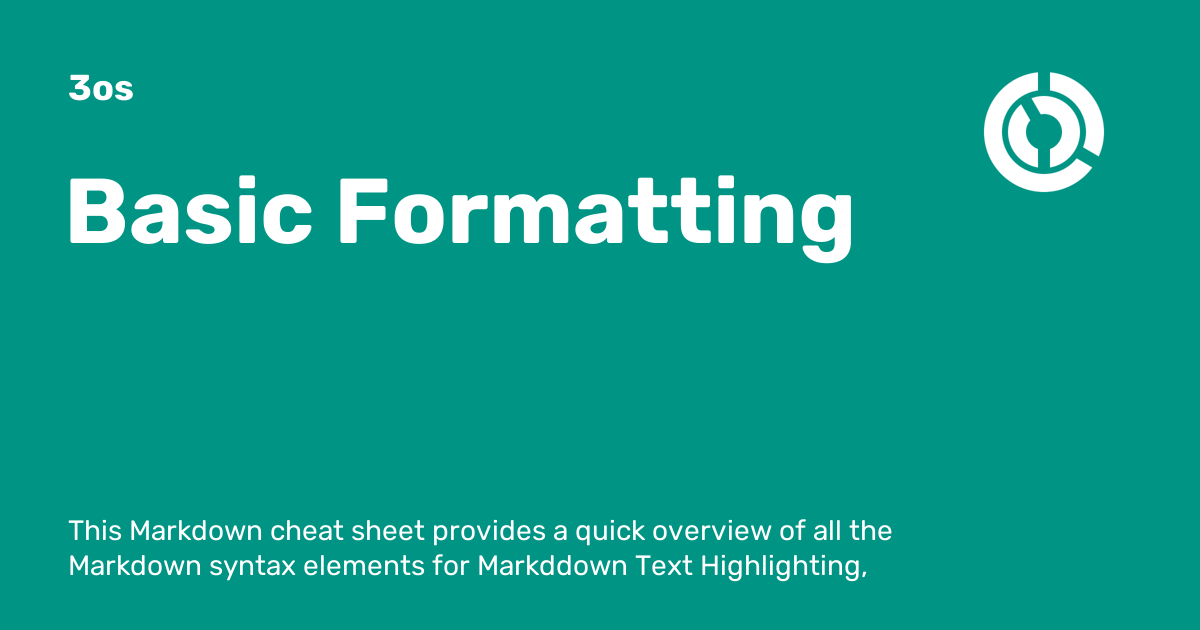 3os
Basic Formatting
This Markdown cheat sheet provides a quick overview of all the
Markdown syntax elements for Markddown Text Highlighting,